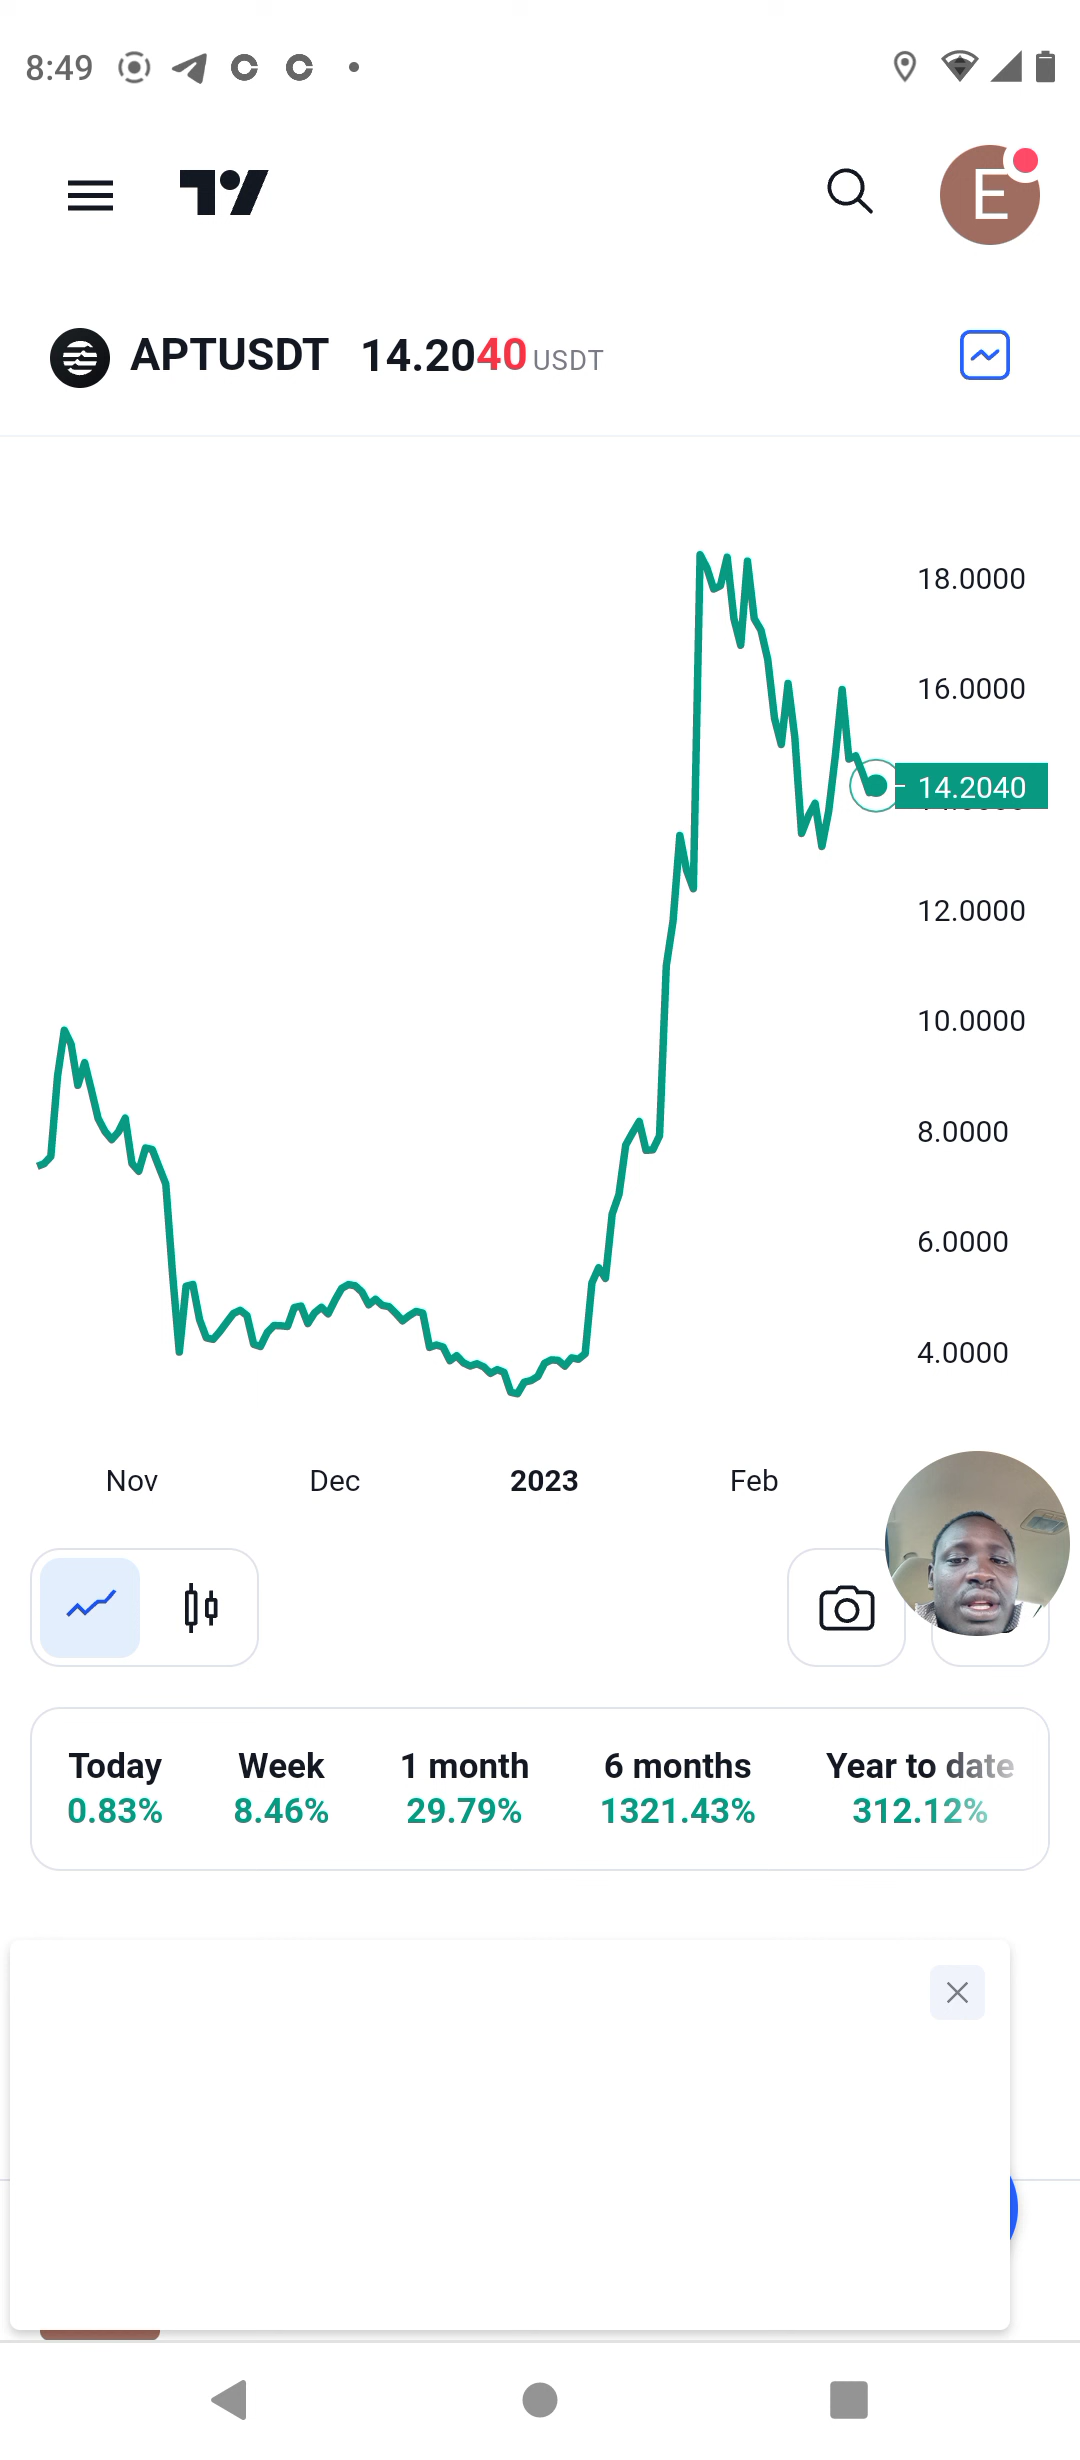 8:49
E
APTUSDT 14.2040 USDT
18.0000
16.0000
14.2040
12.0000
10.0000
8.0000
6.0000
4.0000
Nov Dec 2023 Feb
Today Week 1 month 6 months Year to date
0.83% 8.46% 29.79% 1321.43% 312.12%